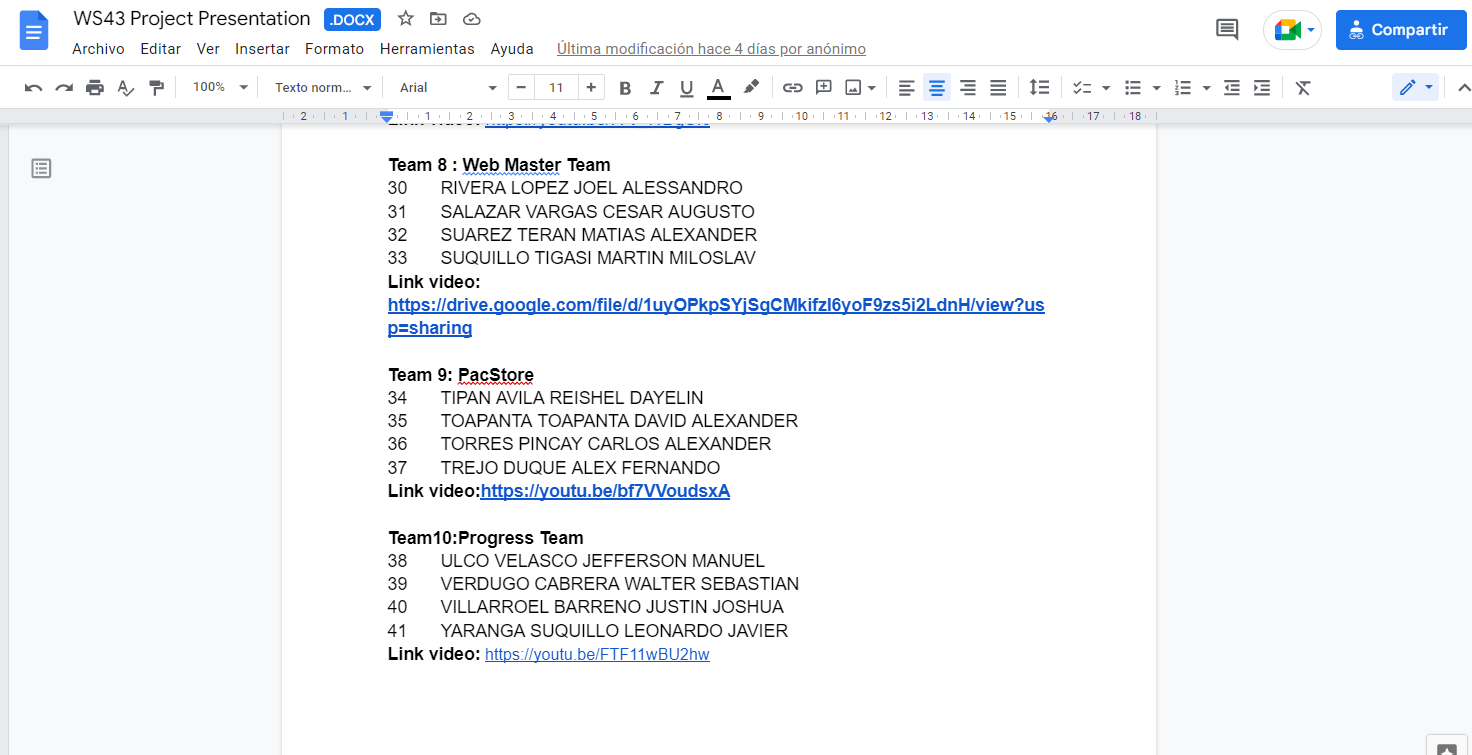 WS43 Project Presentation .DOCX
Archivo Editar Ver Insertar Formato Herramientas Ayuda Última modificación hace 4 días por anónimo
Compartir
100% Texto norm... Arial 11
2 1 1 2 3 4 5 6 7 8 9 10 11 12 13 14 15 16 17 18
Team 8 : Web Master Team
30 RIVERA LOPEZ JOEL ALESSANDRO
31 SALAZAR VARGAS CESAR AUGUSTO
32 SUAREZ TERAN MATIAS ALEXANDER
33 SUQUILLO TIGASI MARTIN MILOSLAV
Link video:
https://drive.google.com/file/d/1uyOPkpSYjSgCMkifzI6yoF9zs5i2LdnH/view?us
p=sharing
Team 9: PacStore
34 TIPAN AVILA REISHEL DAYELIN
35 TOAPANTA TOAPANTA DAVID ALEXANDER
36 TORRES PINCAY CARLOS ALEXANDER
37 TREJO DUQUE ALEX FERNANDO
Link video:https://youtu.be/bf7VVoudsxA
Team10:Progress Team
38 ULCO VELASCO JEFFERSON MANUEL
39 VERDUGO CABRERA WALTER SEBASTIAN
40 VILLARROEL BARRENO JUSTIN JOSHUA
41 YARANGA SUQUILLO LEONARDO JAVIER
Link video: https://youtu.be/FTF11wBU2hw